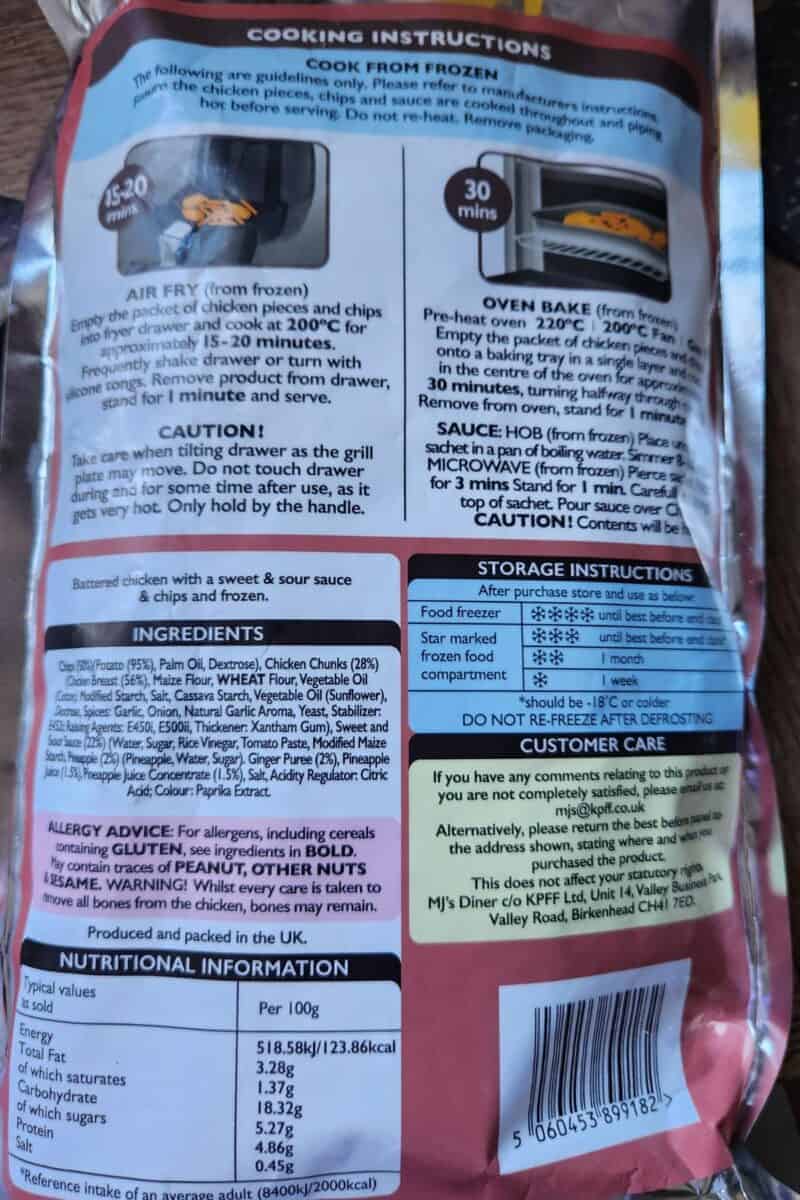 COOKING INSTRUCTIONS
COOK FROM FROZEN
The following are guidelines only. Please refer to manufacturers instructions.
Ensure the chicken pieces, chips and sauce are cooked throughout and piping
hot before serving. Do not re-heat. Remove packaging.
15-20
mins
AIR FRY (from frozen)
Empty the packet of chicken pieces and chips
into fryer drawer and cook at 200°C for
approximately 15-20 minutes.
Frequently shake drawer or turn with
silicone tongs. Remove product from drawer,
stand for 1 minute and serve.
CAUTION!
Take care when tilting drawer as the grill
plate may move. Do not touch drawer
during and for some time after use, as it
gets very hot. Only hold by the handle.
30
mins
OVEN BAKE (from frozen)
Pre-heat oven 220°C | 200°C Fan |
Empty the packet of chicken pieces and
onto a baking tray in a single layer and
in the centre of the oven for
30 minutes, turning halfway through
Remove from oven, stand for 1 minute
SAUCE: HOB (from frozen) Place
sachet in a pan of boiling water. Simmer
MICROWAVE (from frozen) Pierce
for 3 mins Stand for 1 min.
top of sachet. Pour sauce over
CAUTION! Contents will be
Battered chicken with a sweet & sour sauce
& chips and frozen.
INGREDIENTS
Chips (50%)(Potato (95%), Palm Oil, Dextrose), Chicken Chunks (28%)
(Chicken Breast (56%), Maize Flour, WHEAT Flour, Vegetable Oil
Modified Starch, Salt, Cassava Starch, Vegetable Oil (Sunflower),
Dextrose, Spices: Garlic, Onion, Natural Garlic Aroma, Yeast, Stabilizer:
E452; Raising Agents: E450i, E500ii, Thickener: Xantham Gum), Sweet and
Sour Sauce (22%) (Water, Sugar, Rice Vinegar, Tomato Paste, Modified Maize
Starch, Pineapple (2%) (Pineapple, Water, Sugar). Ginger Puree (2%), Pineapple
Juice (1.5%), Pineapple Juice Concentrate (1.5%), Salt, Acidity Regulator: Citric
Acid; Colour: Paprika Extract.
ALLERGY ADVICE: For allergens, including cereals
containing GLUTEN, see ingredients in BOLD.
May contain traces of PEANUT, OTHER NUTS
& SESAME. WARNING! Whilst every care is taken to
remove all bones from the chicken, bones may remain.
Produced and packed in the UK.
NUTRITIONAL INFORMATION
Typical values
as sold
Per 100g
Energy 518.58kJ/123.86kcal
Total Fat 3.28g
of which saturates 1.37g
Carbohydrate 18.32g
of which sugars 5.27g
Protein 4.86g
Salt 0.45g
*Reference intake of an average adult (8400kJ/2000kcal)
STORAGE INSTRUCTIONS
After purchase store and use as below:
Food freezer **** until best before end date*
Star marked
frozen food
compartment
*** until best before end date*
** 1 month
* 1 week
*should be -18°C or colder
DO NOT RE-FREEZE AFTER DEFROSTING
CUSTOMER CARE
If you have any comments relating to this product or
you are not completely satisfied, please email us at:
mjs@kpff.co.uk
Alternatively, please return the best before panel to
the address shown, stating where and when you
purchased the product.
This does not affect your statutory rights.
MJ's Diner c/o KPFF Ltd, Unit 14, Valley Business Park,
Valley Road, Birkenhead CH41 7ED.
5 060453 899182 >